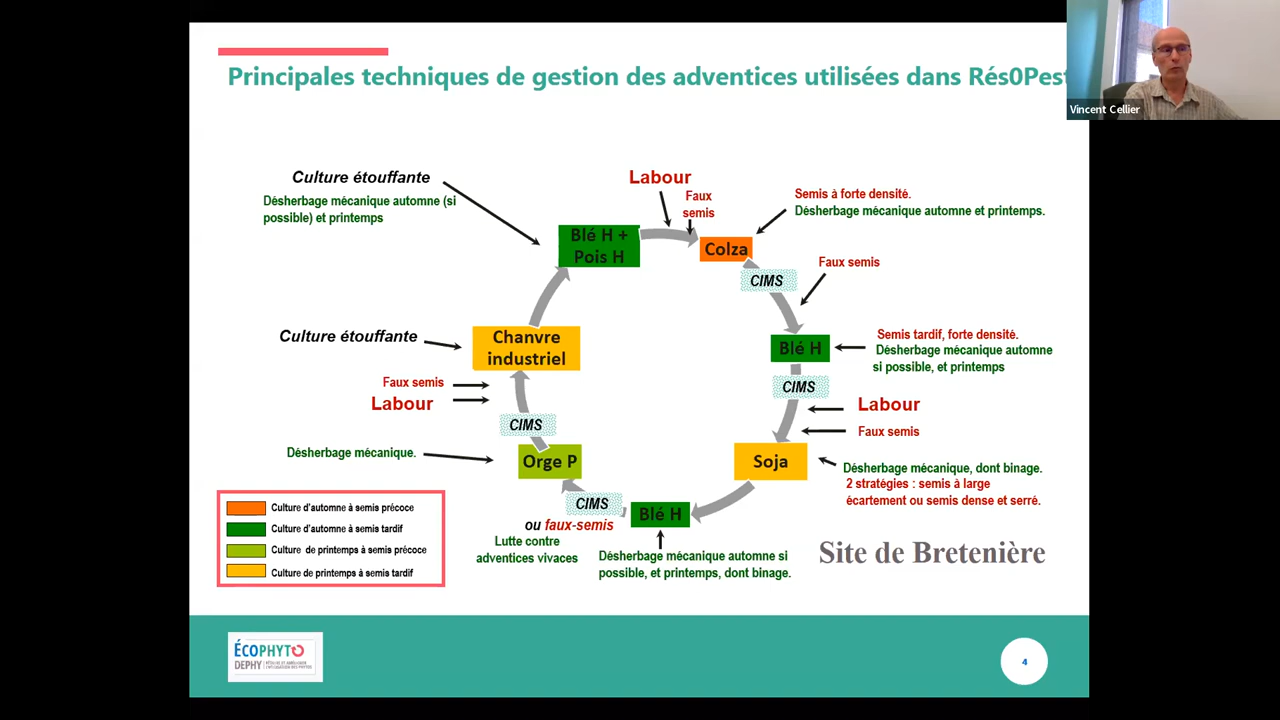 Principales techniques de gestion des adventices utilisées dans Rés0Pest
Vincent Cellier
Culture étouffante
Désherbage mécanique automne (si
possible) et printemps
Labour
Faux
semis
Semis à forte densité.
Désherbage mécanique automne et printemps.
Blé H +
Pois H
Colza
CIMS
Faux semis
Culture étouffante
Chanvre
industriel
Blé H
Semis tardif, forte densité.
Désherbage mécanique automne
si possible, et printemps
CIMS
Faux semis
Labour
Labour
Faux semis
CIMS
Désherbage mécanique.
Orge P
Soja
Désherbage mécanique, dont binage.
2 stratégies : semis à large
écartement ou semis dense et serré.
CIMS
ou faux-semis
Lutte contre
adventices vivaces
Blé H
Désherbage mécanique automne si
possible, et printemps, dont binage.
Culture d'automne à semis précoce
Culture d'automne à semis tardif
Culture de printemps à semis précoce
Culture de printemps à semis tardif
Site de Bretenière
ÉCOPHYTO
DEPHY
4